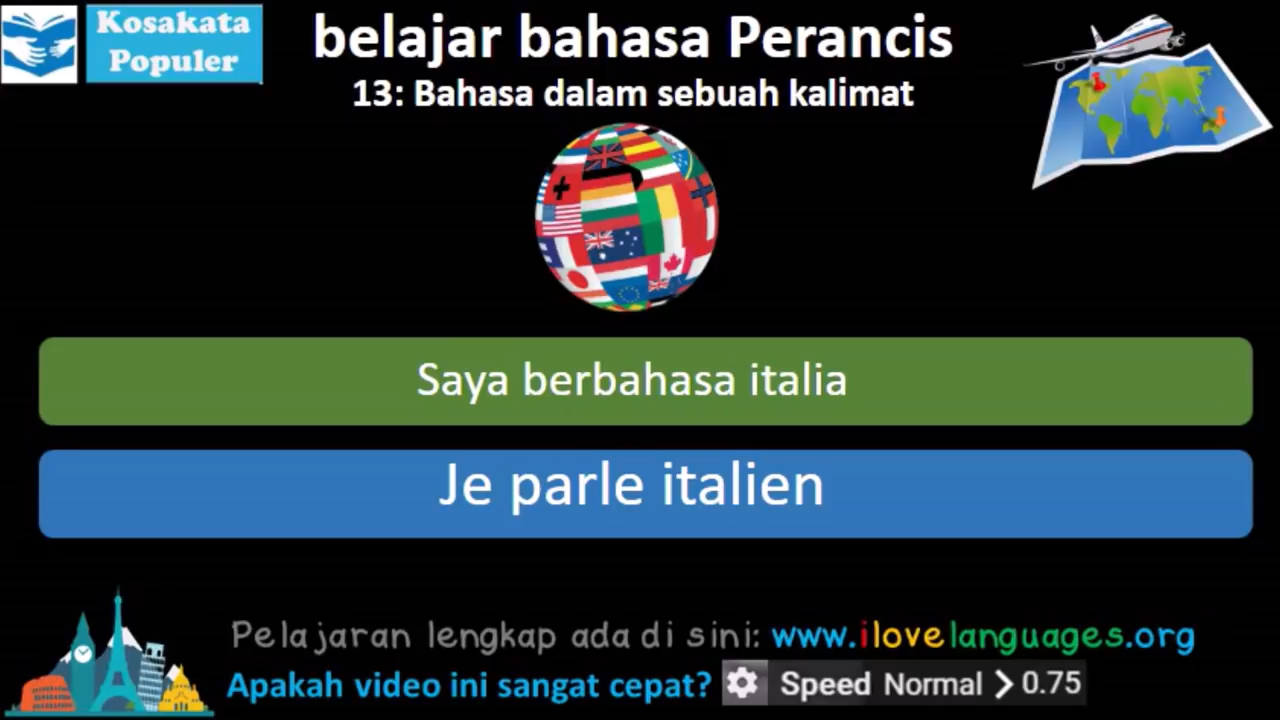 Kosakata
Populer
belajar bahasa Perancis
13: Bahasa dalam sebuah kalimat
Saya berbahasa italia
Je parle italien
Pelajaran lengkap ada di sini: www.ilovelanguages.org
Apakah video ini sangat cepat? Speed Normal > 0.75